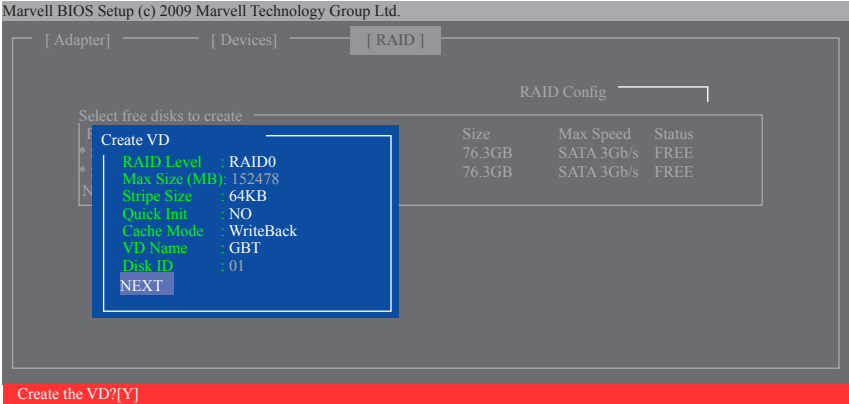 Marvell BIOS Setup (c) 2009 Marvell Technology Group Ltd.
[ Adapter] [ Devices] [ RAID ]
RAID Config
Select free disks to create
Size Max Speed Status
* 76.3GB SATA 3Gb/s FREE
* 76.3GB SATA 3Gb/s FREE
Create VD
RAID Level : RAID0
Max Size (MB): 152478
Stripe Size : 64KB
Quick Init : NO
Cache Mode : WriteBack
VD Name : GBT
Disk ID : 01
NEXT
Create the VD?[Y]